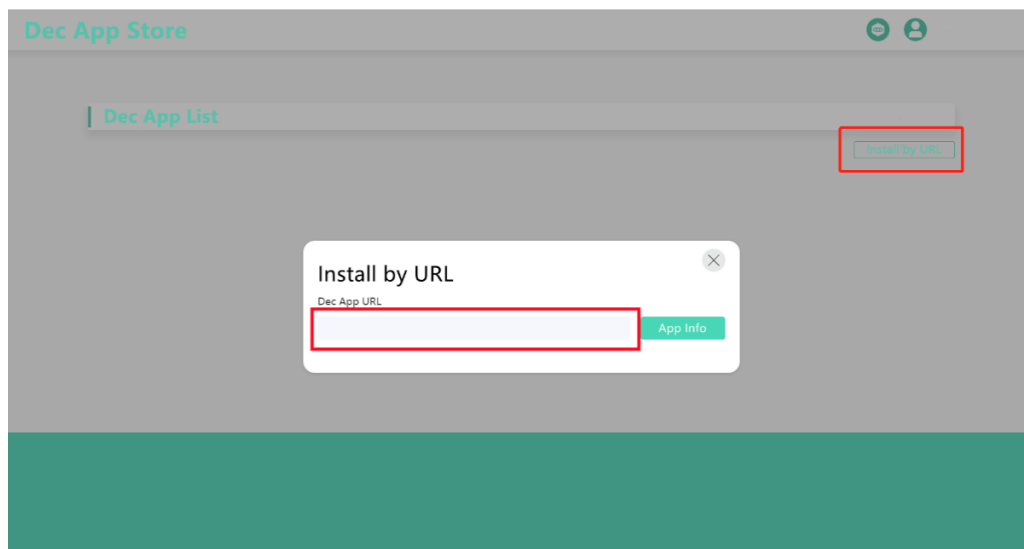 Dec App Store
Dec App List
Install by URL
Install by URL
Dec App URL
App Info